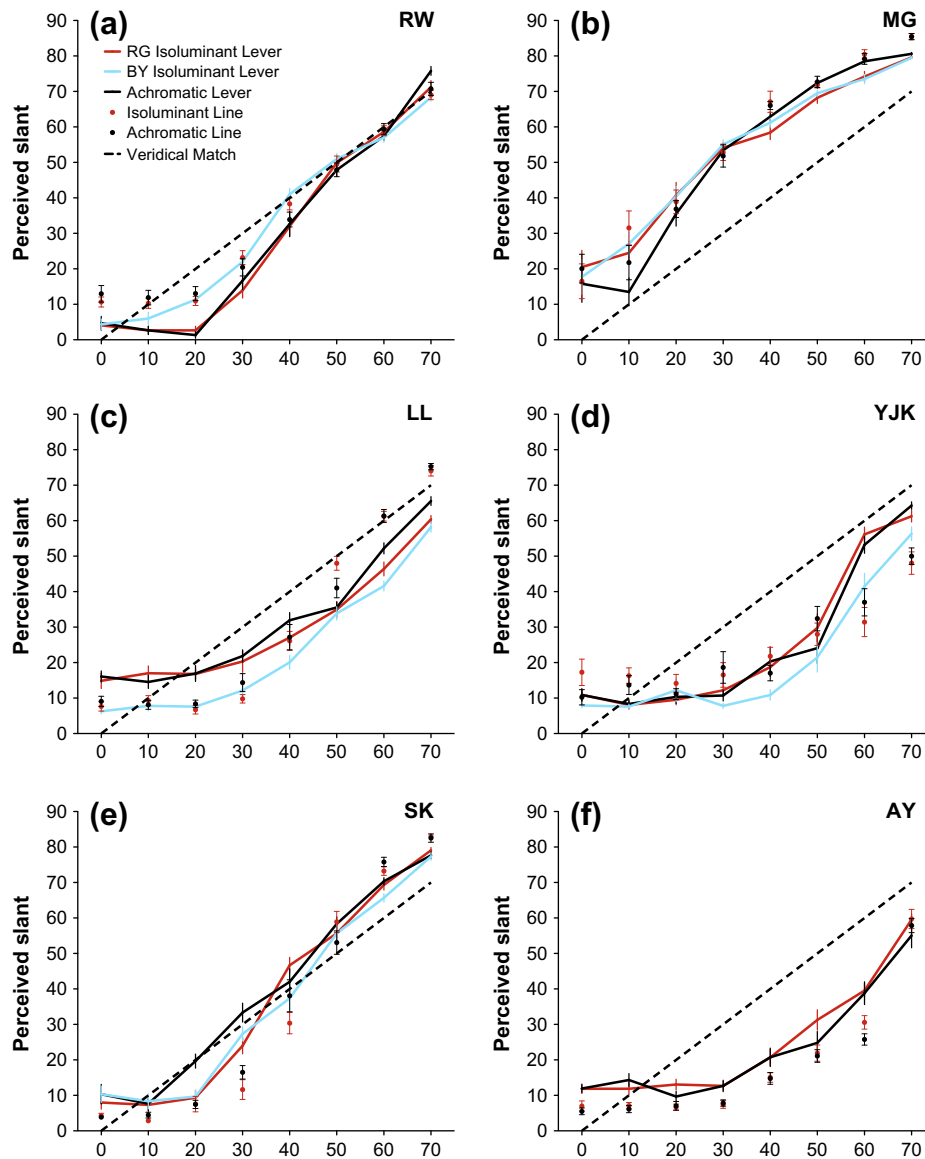 (a) RW
RG Isoluminant Lever
BY Isoluminant Lever
Achromatic Lever
Isoluminant Line
Achromatic Line
Veridical Match
Perceived slant
90
80
70
60
50
40
30
20
10
0
0 10 20 30 40 50 60 70
(b) MG
Perceived slant
90
80
70
60
50
40
30
20
10
0
0 10 20 30 40 50 60 70
(c) LL
Perceived slant
90
80
70
60
50
40
30
20
10
0
0 10 20 30 40 50 60 70
(d) YJK
Perceived slant
90
80
70
60
50
40
30
20
10
0
0 10 20 30 40 50 60 70
(e) SK
Perceived slant
90
80
70
60
50
40
30
20
10
0
0 10 20 30 40 50 60 70
(f) AY
Perceived slant
90
80
70
60
50
40
30
20
10
0
0 10 20 30 40 50 60 70